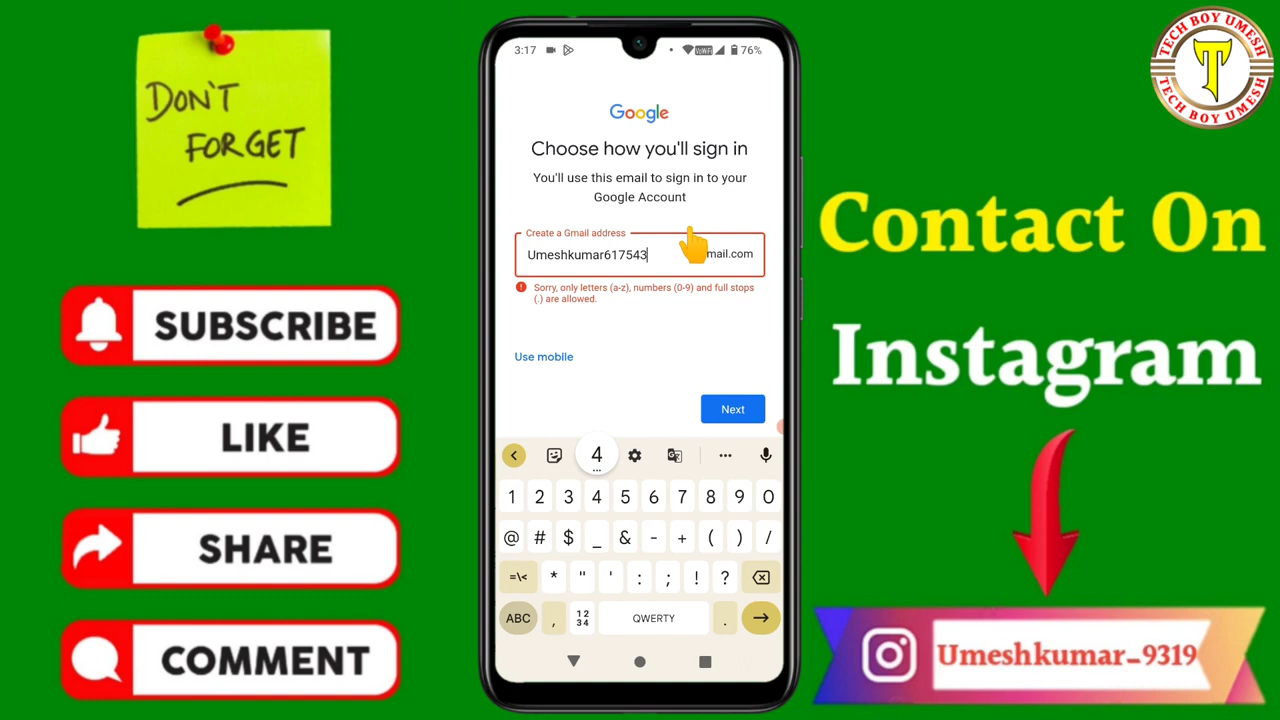 DON'T
FORGET
SUBSCRIBE
LIKE
SHARE
COMMENT
3:17
VoWiFi
76%
Google
Choose how you'll sign in
You'll use this email to sign in to your
Google Account
Create a Gmail address
Umeshkumar617543
mail.com
Sorry, only letters (a-z), numbers (0-9) and full stops
(.) are allowed.
Use mobile
Next
4
...
1 2 3 4 5 6 7 8 9 0
@ # $ _ & - + ( ) /
=\< * " ' : ; ! ?
ABC , 12 34 QWERTY .
TECH BOY UMESH
T
TECH BOY UMESH
Contact On
Instagram
Umeshkumar-9319